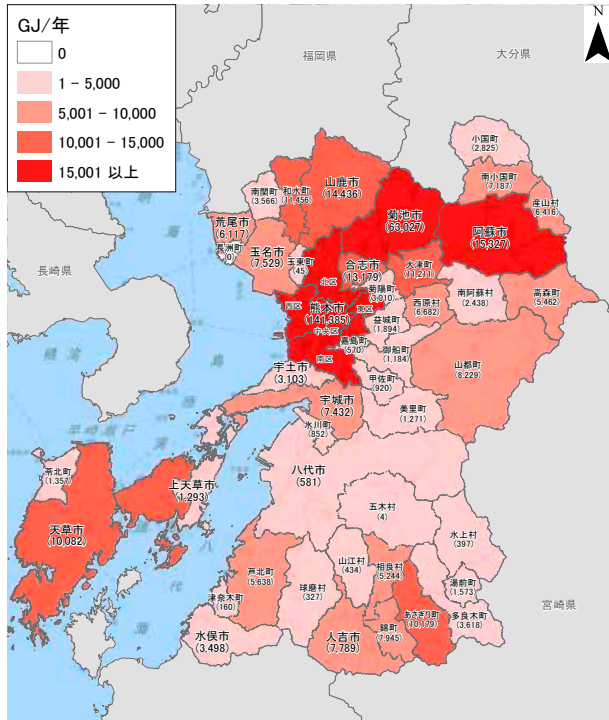 GJ/年
0
1 – 5,000
5,001 – 10,000
10,001 – 15,000
15,001 以上
N
福岡県
大分県
長崎県
宮崎県
小国町
(2,825)
南小国町
(7,187)
産山村
(6,416)
山鹿市
(14,436)
和水町
(11,456)
南関町
(3,566)
菊池市
(53,027)
阿蘇市
(15,327)
荒尾市
(6,117)
長洲町
(0)
玉名市
(7,529)
玉東町
(45)
北区
合志市
(13,179)
大津町
(11,271)
菊陽町
(3,010)
西原村
(6,682)
南阿蘇村
(2,438)
高森町
(5,462)
西区
熊本市
(141,385)
東区
中央区
南区
益城町
(1,894)
嘉島町
(570)
御船町
(1,184)
山都町
(8,229)
宇土市
(3,103)
甲佐町
(920)
宇城市
(7,432)
美里町
(1,271)
氷川町
(852)
八代市
(581)
上天草市
(1,293)
苓北町
(1,357)
天草市
(10,082)
五木村
(4)
水上村
(397)
芦北町
(5,638)
球磨村
(327)
山江村
(434)
相良村
(5,244)
湯前町
(1,573)
津奈木町
(160)
あさぎり町
(10,179)
多良木町
(3,618)
水俣市
(3,498)
人吉市
(7,789)
錦町
(7,945)